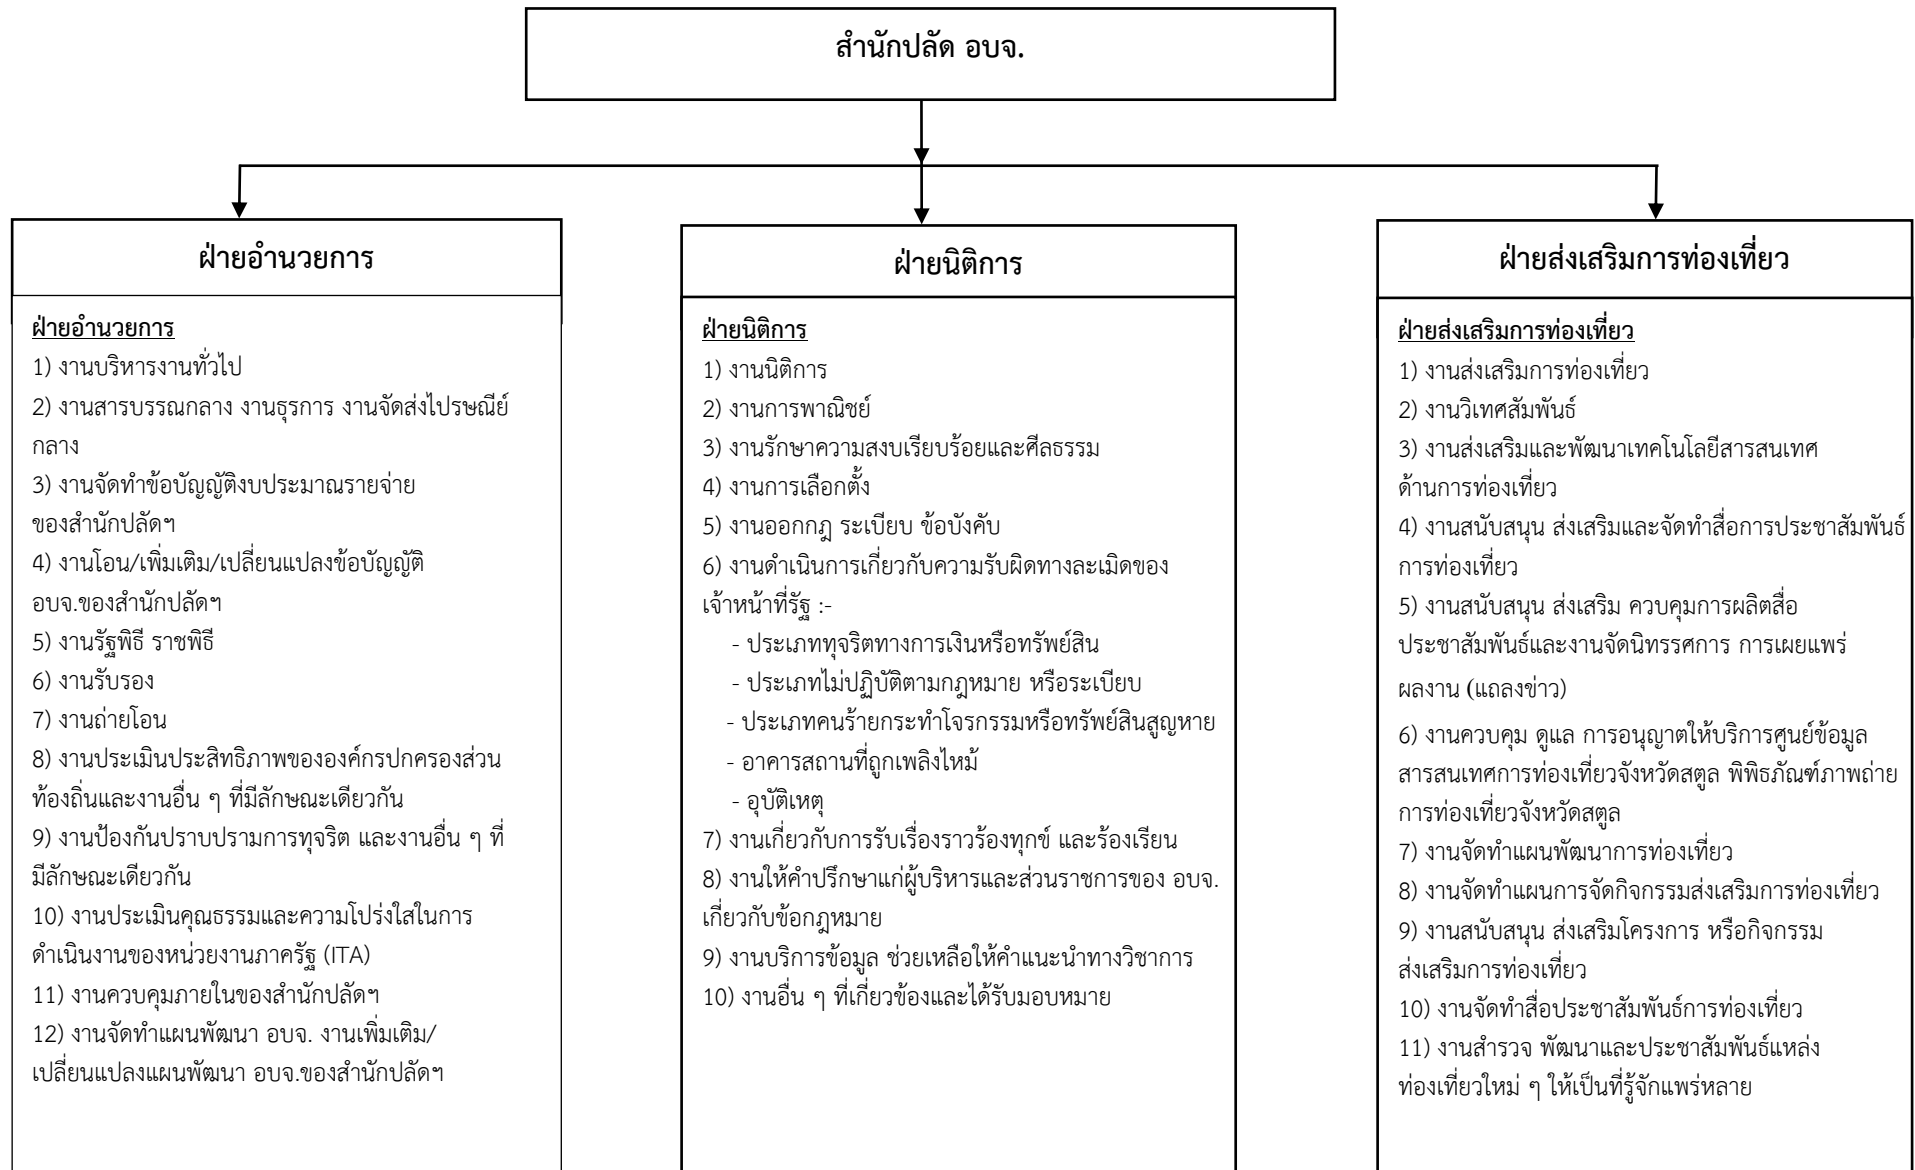 สำนักปลัด อบจ.
ฝ่ายอำนวยการ
ฝ่ายอำนวยการ
1) งานบริหารงานทั่วไป
2) งานสารบรรณกลาง งานธุรการ งานจัดส่งไปรษณีย์
กลาง
3) งานจัดทำข้อบัญญัติงบประมาณรายจ่าย
ของสำนักปลัดฯ
4) งานโอน/เพิ่มเติม/เปลี่ยนแปลงข้อบัญญัติ
อบจ.ของสำนักปลัดฯ
5) งานรัฐพิธี ราชพิธี
6) งานรับรอง
7) งานถ่ายโอน
8) งานประเมินประสิทธิภาพขององค์กรปกครองส่วน
ท้องถิ่นและงานอื่น ๆ ที่มีลักษณะเดียวกัน
9) งานป้องกันปราบปรามการทุจริต และงานอื่น ๆ ที่
มีลักษณะเดียวกัน
10) งานประเมินคุณธรรมและความโปร่งใสในการ
ดำเนินงานของหน่วยงานภาครัฐ (ITA)
11) งานควบคุมภายในของสำนักปลัดฯ
12) งานจัดทำแผนพัฒนา อบจ. งานเพิ่มเติม/
เปลี่ยนแปลงแผนพัฒนา อบจ.ของสำนักปลัดฯ
ฝ่ายนิติการ
ฝ่ายนิติการ
1) งานนิติการ
2) งานการพาณิชย์
3) งานรักษาความสงบเรียบร้อยและศีลธรรม
4) งานการเลือกตั้ง
5) งานออกกฎ ระเบียบ ข้อบังคับ
6) งานดำเนินการเกี่ยวกับความรับผิดทางละเมิดของ
เจ้าหน้าที่รัฐ :-
- ประเภททุจริตทางการเงินหรือทรัพย์สิน
- ประเภทไม่ปฏิบัติตามกฎหมาย หรือระเบียบ
- ประเภทคนร้ายกระทำโจรกรรมหรือทรัพย์สินสูญหาย
- อาคารสถานที่ถูกเพลิงไหม้
- อุบัติเหตุ
7) งานเกี่ยวกับการรับเรื่องราวร้องทุกข์ และร้องเรียน
8) งานให้คำปรึกษาแก่ผู้บริหารและส่วนราชการของ อบจ.
เกี่ยวกับข้อกฎหมาย
9) งานบริการข้อมูล ช่วยเหลือให้คำแนะนำทางวิชาการ
10) งานอื่น ๆ ที่เกี่ยวข้องและได้รับมอบหมาย
ฝ่ายส่งเสริมการท่องเที่ยว
ฝ่ายส่งเสริมการท่องเที่ยว
1) งานส่งเสริมการท่องเที่ยว
2) งานวิเทศสัมพันธ์
3) งานส่งเสริมและพัฒนาเทคโนโลยีสารสนเทศ
ด้านการท่องเที่ยว
4) งานสนับสนุน ส่งเสริมและจัดทำสื่อการประชาสัมพันธ์
การท่องเที่ยว
5) งานสนับสนุน ส่งเสริม ควบคุมการผลิตสื่อ
ประชาสัมพันธ์และงานจัดนิทรรศการ การเผยแพร่
ผลงาน (แถลงข่าว)
6) งานควบคุม ดูแล การอนุญาตให้บริการศูนย์ข้อมูล
สารสนเทศการท่องเที่ยวจังหวัดสตูล พิพิธภัณฑ์ภาพถ่าย
การท่องเที่ยวจังหวัดสตูล
7) งานจัดทำแผนพัฒนาการท่องเที่ยว
8) งานจัดทำแผนการจัดกิจกรรมส่งเสริมการท่องเที่ยว
9) งานสนับสนุน ส่งเสริมโครงการ หรือกิจกรรม
ส่งเสริมการท่องเที่ยว
10) งานจัดทำสื่อประชาสัมพันธ์การท่องเที่ยว
11) งานสำรวจ พัฒนาและประชาสัมพันธ์แหล่ง
ท่องเที่ยวใหม่ ๆ ให้เป็นที่รู้จักแพร่หลาย